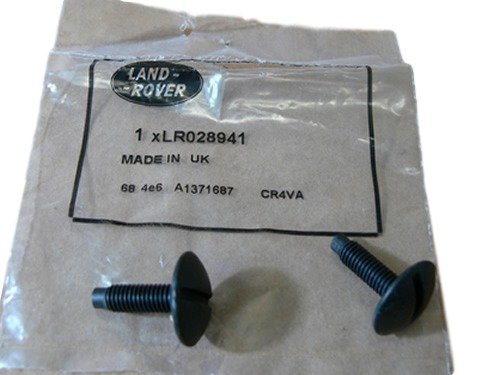 LAND-
-ROVER
1 xLR028941
MADE IN UK
68 4e6 A1371687 CR4VA